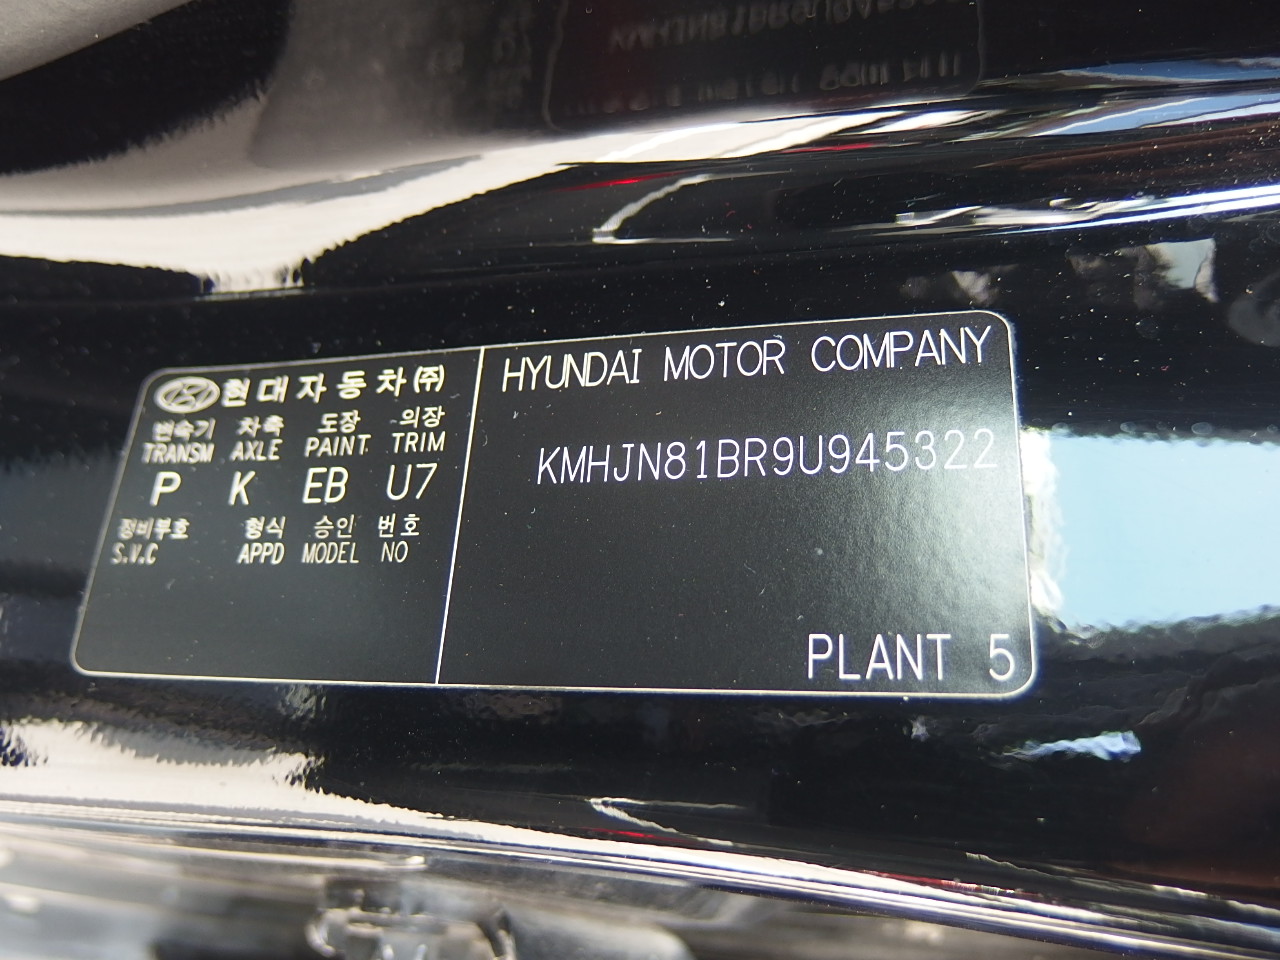 현대자동차㈜
변속기 차축 도장 의장
TRANSM AXLE PAINT TRIM
P K EB U7
정비부호 형식 승인 번호
S.V.C APPD MODEL NO
HYUNDAI MOTOR COMPANY
KMHJN81BR9U945322
PLANT 5